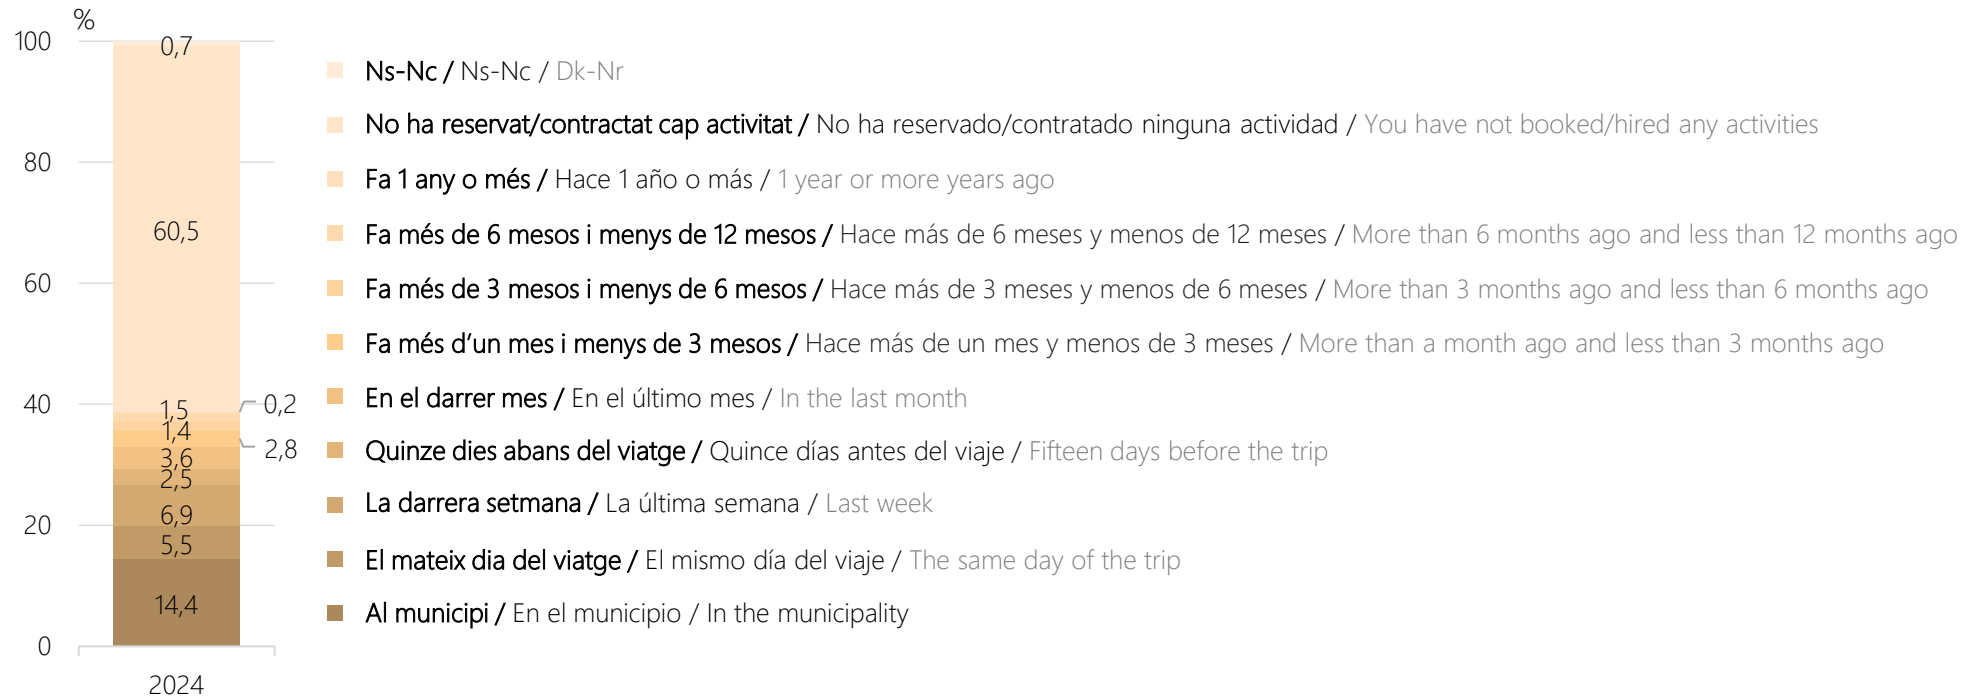 %
100
80
60
40
20
0
0,7
60,5
1,5
0,2
1,4
2,8
3,6
2,5
6,9
5,5
14,4
2024
Ns-Nc / Ns-Nc / Dk-Nr
No ha reservat/contractat cap activitat / No ha reservado/contratado ninguna actividad / You have not booked/hired any activities
Fa 1 any o més / Hace 1 año o más / 1 year or more years ago
Fa més de 6 mesos i menys de 12 mesos / Hace más de 6 meses y menos de 12 meses / More than 6 months ago and less than 12 months ago
Fa més de 3 mesos i menys de 6 mesos / Hace más de 3 meses y menos de 6 meses / More than 3 months ago and less than 6 months ago
Fa més d’un mes i menys de 3 mesos / Hace más de un mes y menos de 3 meses / More than a month ago and less than 3 months ago
En el darrer mes / En el último mes / In the last month
Quinze dies abans del viatge / Quince días antes del viaje / Fifteen days before the trip
La darrera setmana / La última semana / Last week
El mateix dia del viatge / El mismo día del viaje / The same day of the trip
Al municipi / En el municipio / In the municipality